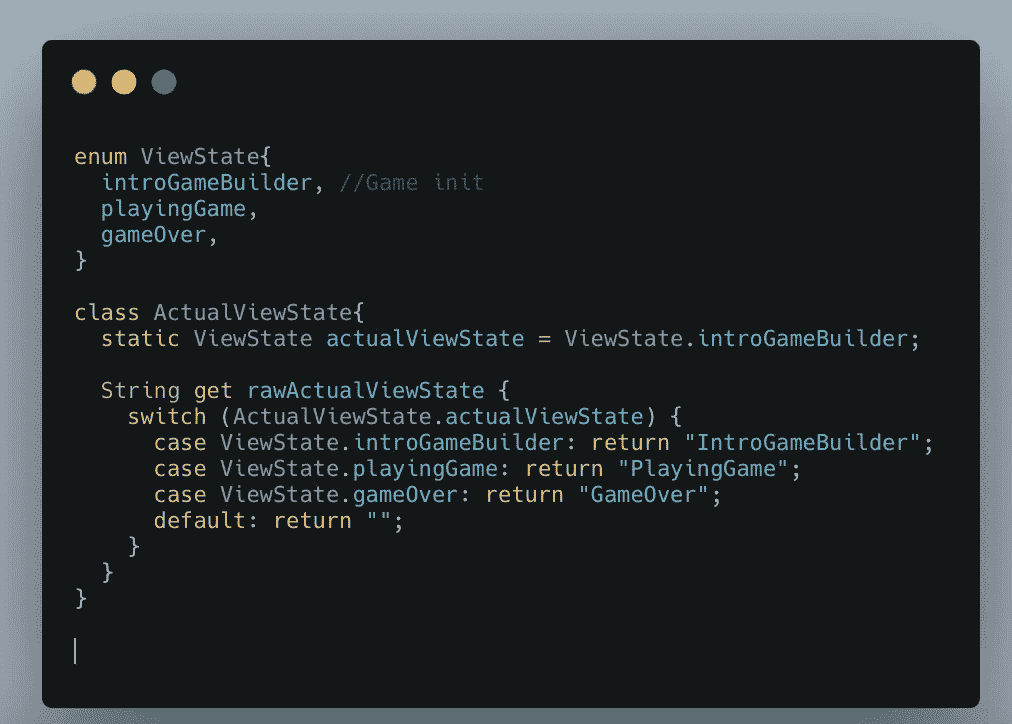 enum ViewState{
  introGameBuilder, //Game init
  playingGame,
  gameOver,
}

class ActualViewState{
  static ViewState actualViewState = ViewState.introGameBuilder;

  String get rawActualViewState {
    switch (ActualViewState.actualViewState) {
      case ViewState.introGameBuilder: return "IntroGameBuilder";
      case ViewState.playingGame: return "PlayingGame";
      case ViewState.gameOver: return "GameOver";
      default: return "";
    }
  }
}